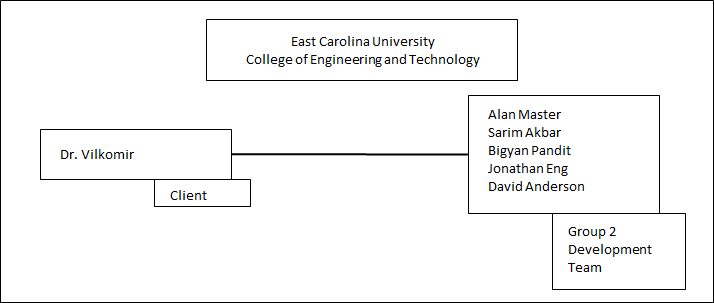 East Carolina University
College of Engineering and Technology
Dr. Vilkomir
Client
Alan Master
Sarim Akbar
Bigyan Pandit
Jonathan Eng
David Anderson
Group 2
Development
Team